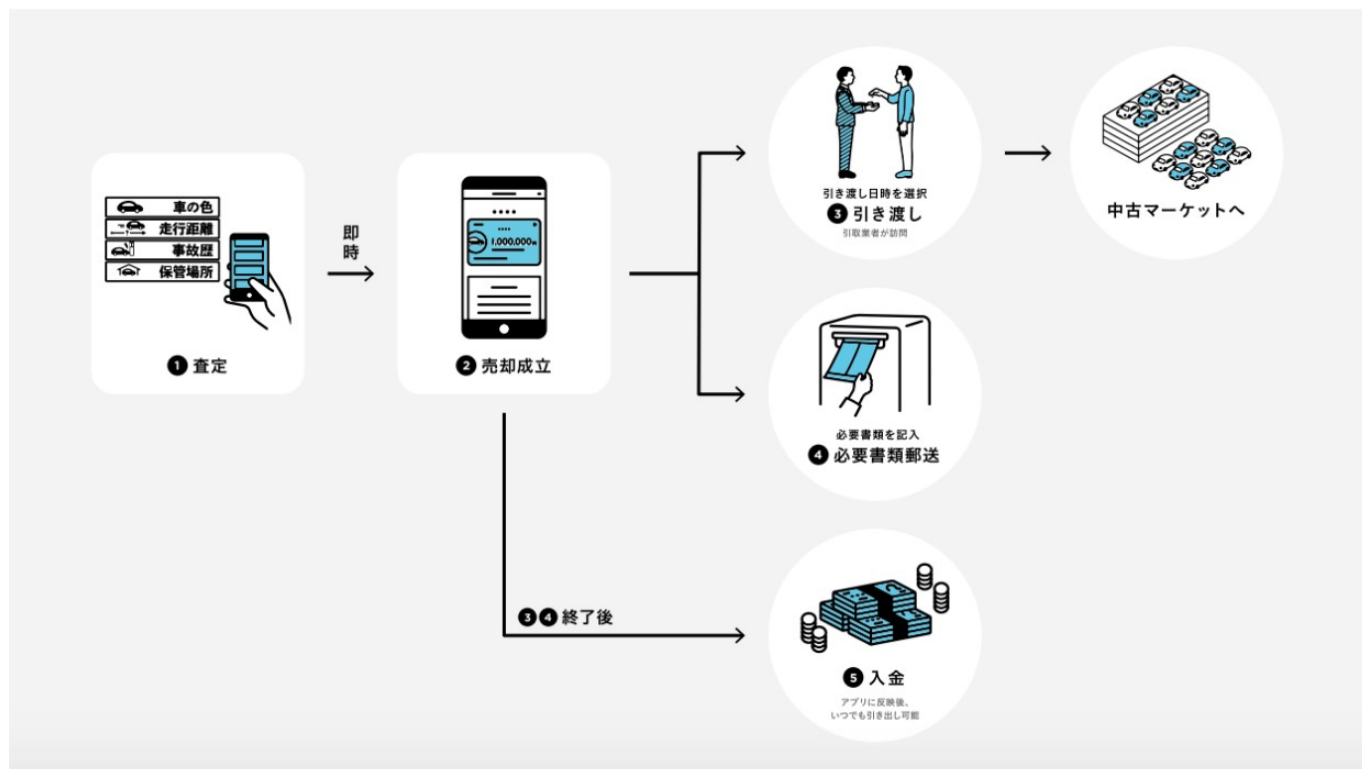 車の色
走行距離
事故歴
保管場所
❶査定
即時
1,000,000
❷売却成立
引き渡し日時を選択
❸引き渡し
引取業者が訪問
中古マーケットへ
必要書類を記入
❹必要書類郵送
❸❹終了後
❺入金
アプリに反映後、
いつでも引き出し可能